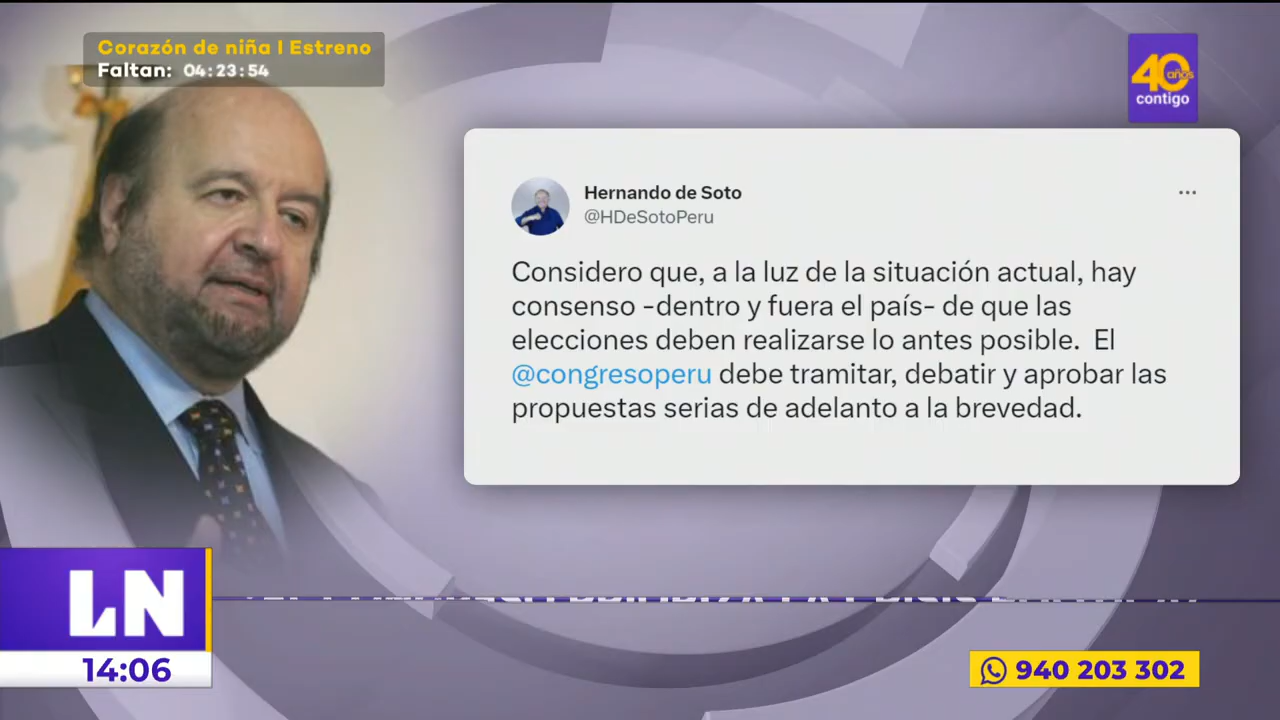 Corazón de niña I Estreno
Faltan: 04:23:54
40
años
contigo
Hernando de Soto
@HDeSotoPeru
Considero que, a la luz de la situación actual, hay
consenso -dentro y fuera el país- de que las
elecciones deben realizarse lo antes posible. El
@congresoperu debe tramitar, debatir y aprobar las
propuestas serias de adelanto a la brevedad.
LN
14:06
940 203 302